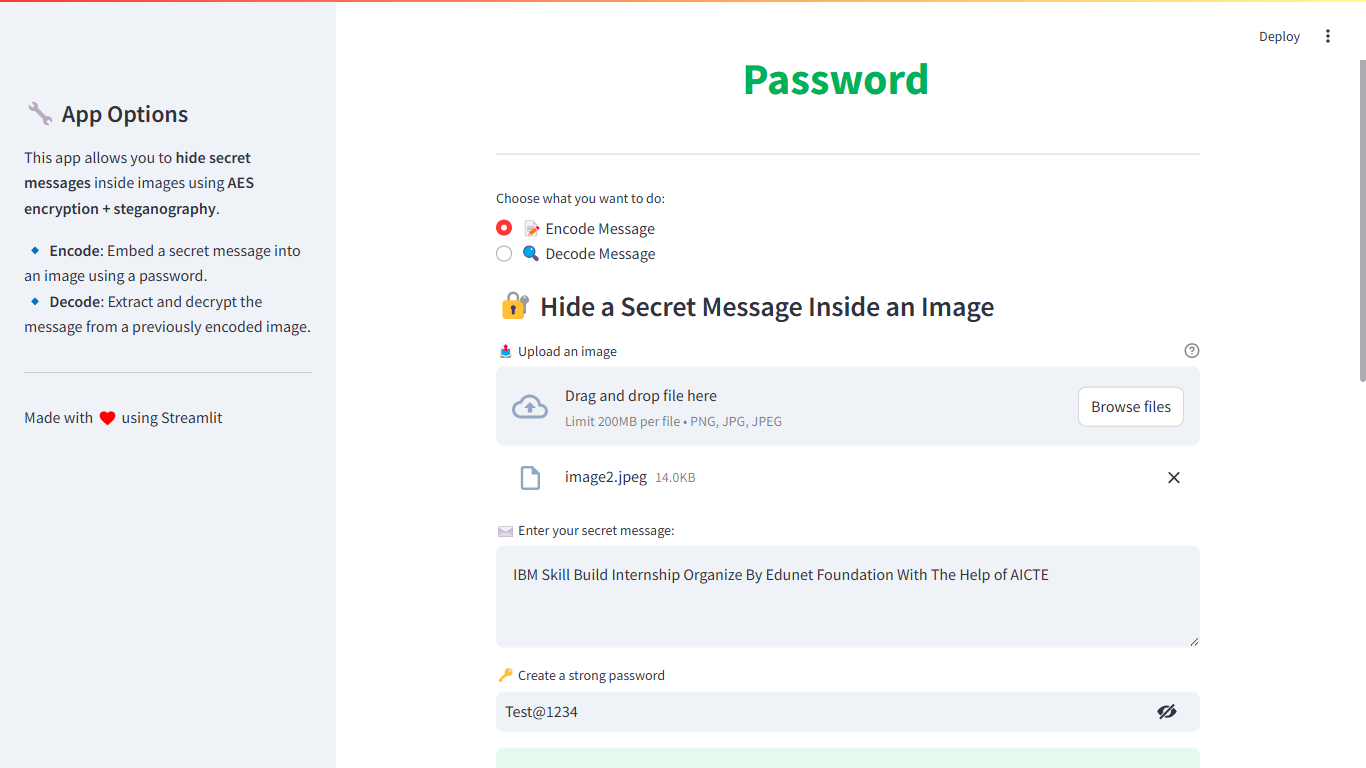 Deploy
Password
🔧 App Options
This app allows you to hide secret
messages inside images using AES
encryption + steganography.
🔹 Encode: Embed a secret message into
an image using a password.
🔹 Decode: Extract and decrypt the
message from a previously encoded image.
Made with ❤️ using Streamlit
Choose what you want to do:
📝 Encode Message
🔍 Decode Message
🔐 Hide a Secret Message Inside an Image
📤 Upload an image
Drag and drop file here
Limit 200MB per file • PNG, JPG, JPEG
Browse files
image2.jpeg 14.0KB
✉️ Enter your secret message:
IBM Skill Build Internship Organize By Edunet Foundation With The Help of AICTE
🔑 Create a strong password
Test@1234